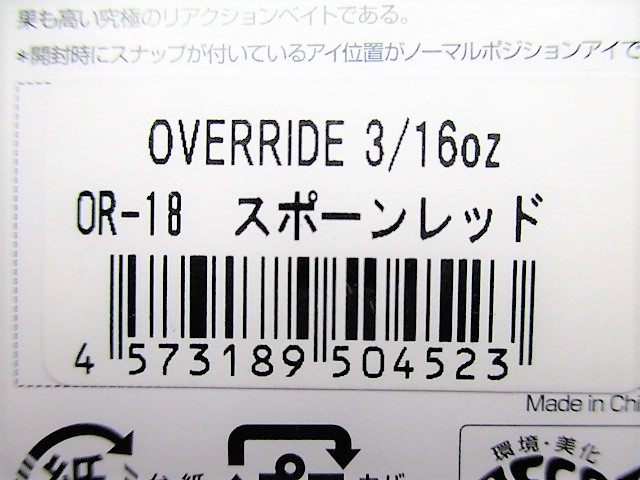 果も高い究極のリアクションベイトである。
*開封時にスナップが付いているアイ位置がノーマルポジションアイで
OVERRIDE 3/16oz
OR-18 スポーンレッド
4 573189 504523
Made in Chi
環境・美化
紙